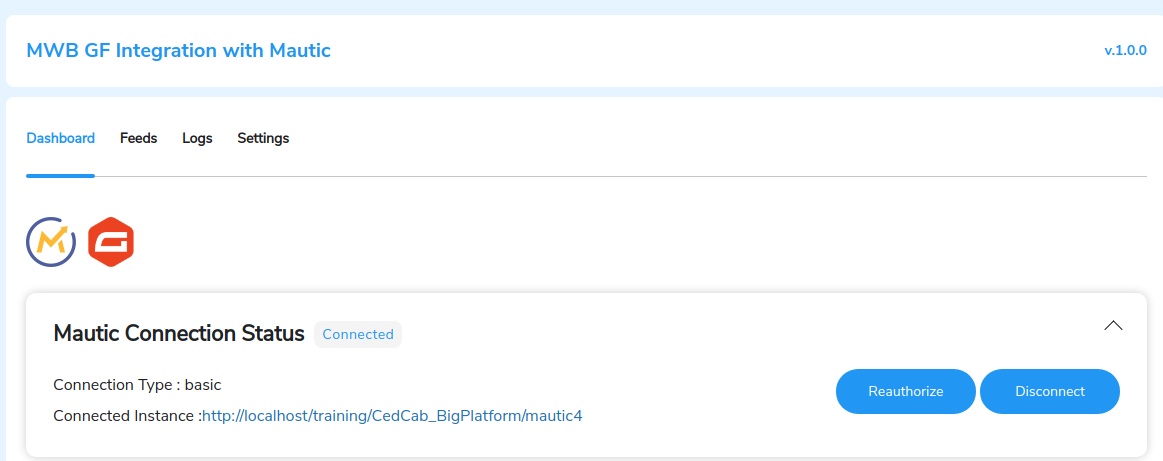 MWB GF Integration with Mautic
v.1.0.0
Dashboard Feeds Logs Settings
Mautic Connection Status Connected
Connection Type : basic
Reauthorize Disconnect
Connected Instance :http://localhost/training/CedCab_BigPlatform/mautic4